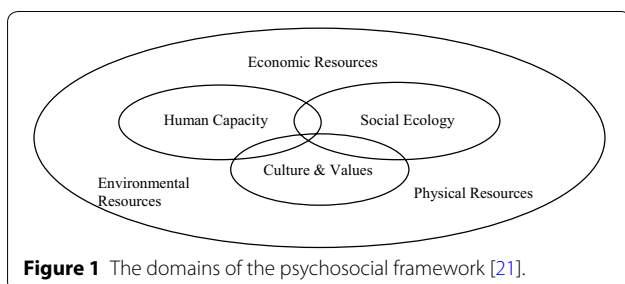 Economic Resources
Human Capacity
Social Ecology
Culture & Values
Environmental
Resources
Physical Resources
Figure 1 The domains of the psychosocial framework [21].